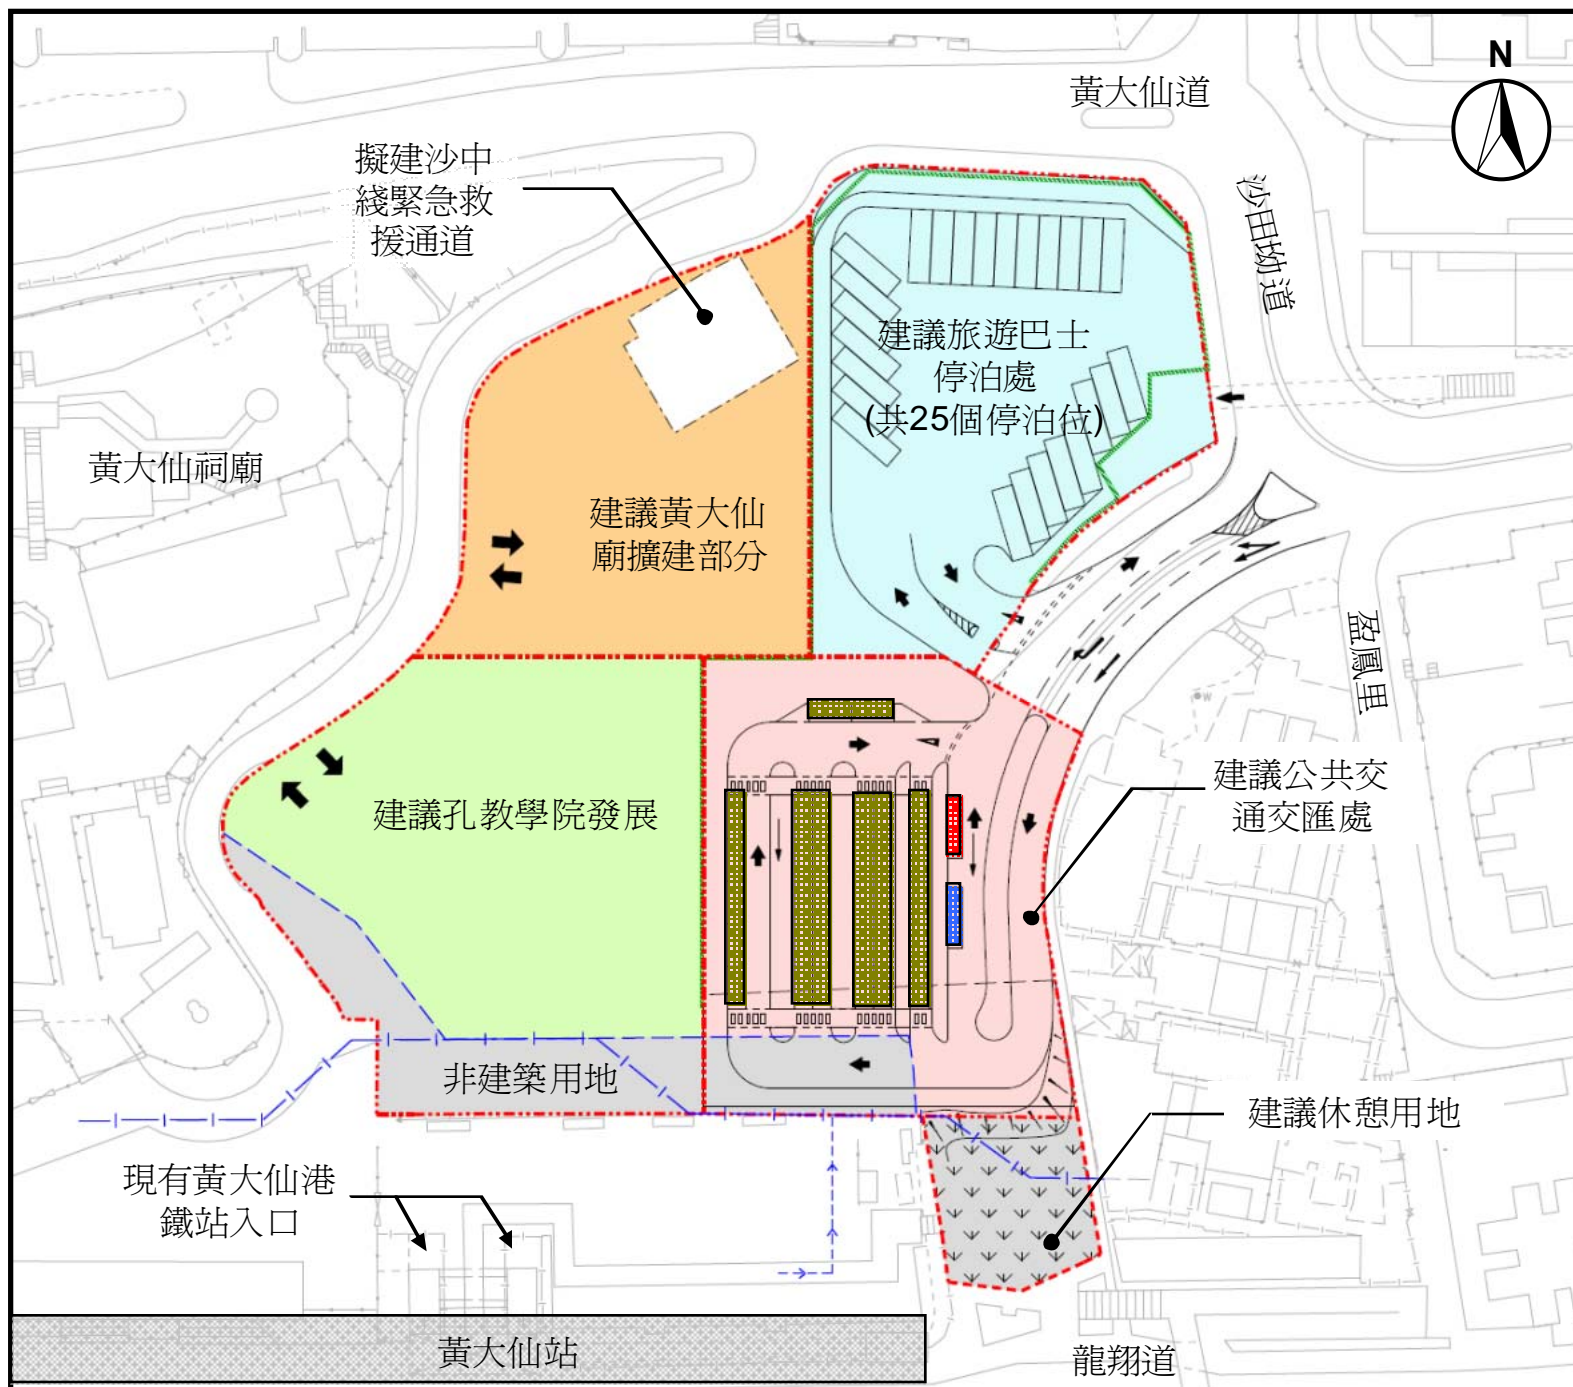 N
黃大仙道
擬建沙中
綫緊急救
援通道
沙田坳道
建議旅遊巴士
停泊處
(共25個停泊位)
黃大仙祠廟
建議黃大仙
廟擴建部分
盈鳳里
建議公共交
通交匯處
建議孔教學院發展
非建築用地
建議休憩用地
現有黃大仙港
鐵站入口
黃大仙站
龍翔道